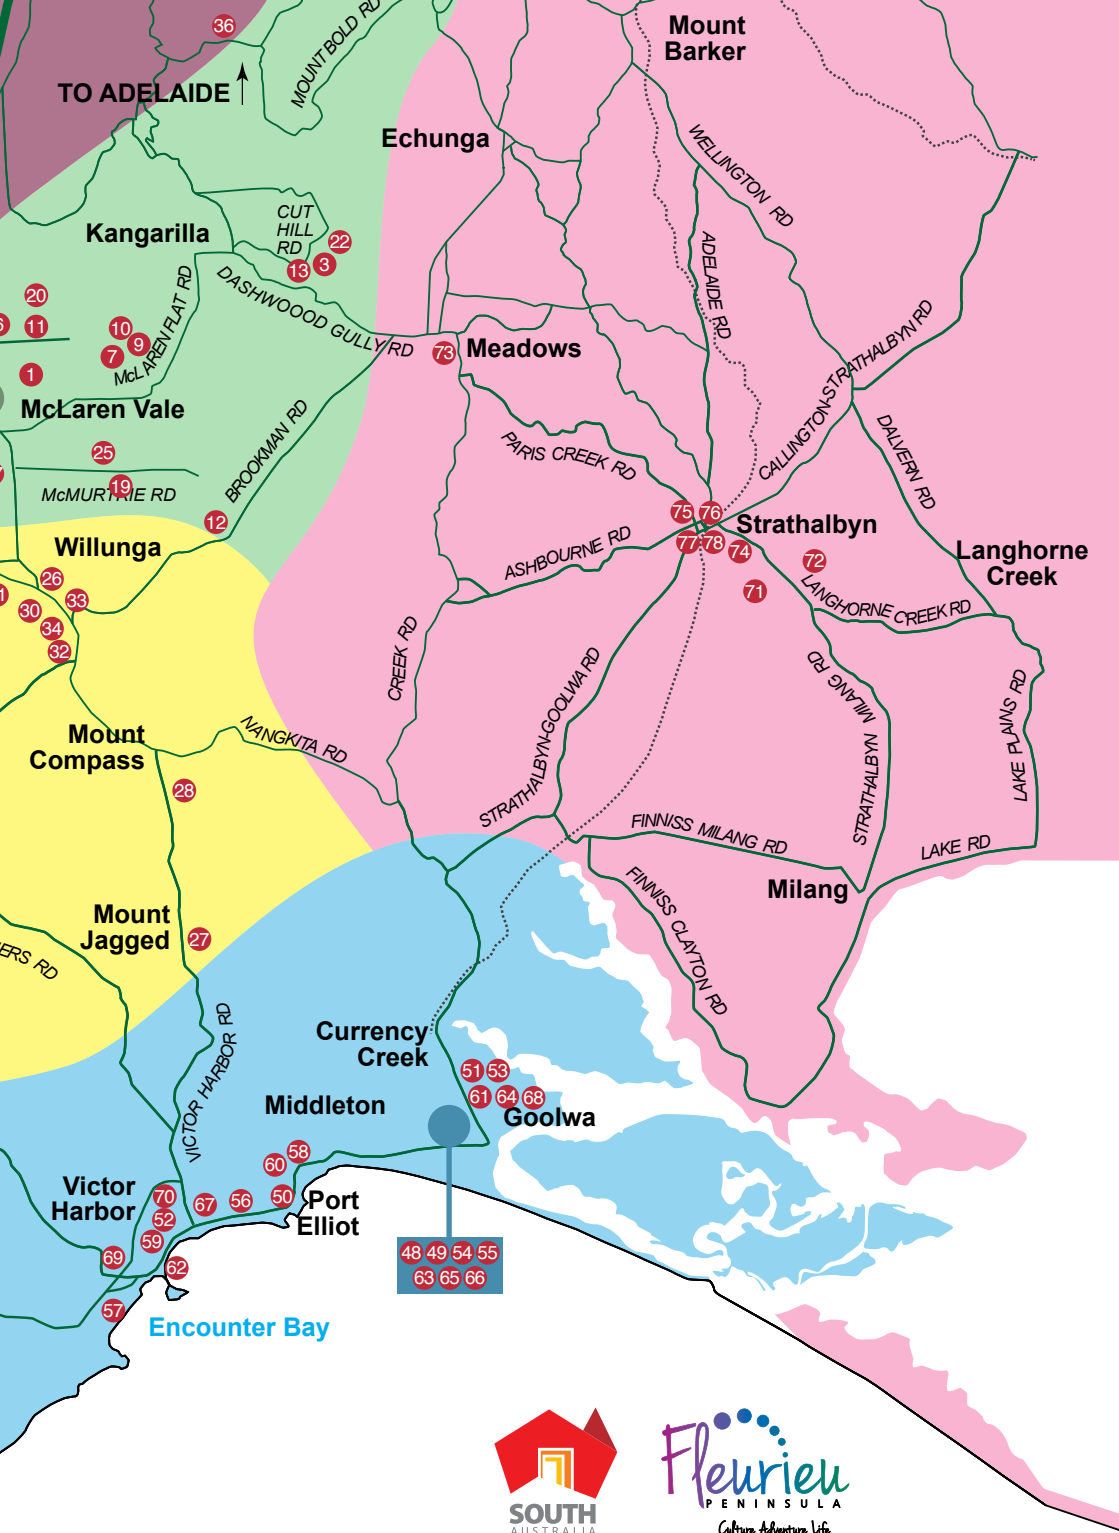 36
MOUNT BOLD RD
Mount
Barker
TO ADELAIDE
Echunga
WELLINGTON RD
Kangarilla
CUT
HILL
RD
22
13
3
ADELAIDE RD
DASHWOOOD GULLY RD
McLAREN FLAT RD
20
11
10
9
7
1
73
Meadows
McLaren Vale
CALLINGTON-STRATHALBYN RD
BROOKMAN RD
PARIS CREEK RD
DALVERN RD
25
19
McMURTRIE RD
12
75
76
Strathalbyn
77
78
74
72
71
Willunga
ASHBOURNE RD
Langhorne
Creek
LANGHORNE CREEK RD
26
30
33
34
32
CREEK RD
STRATHALBYN-GOOLWA RD
STRATHALBYN MILANG RD
LAKE PLAINS RD
Mount
Compass
NANGKITA RD
28
FINNISS MILANG RD
LAKE RD
Milang
FINNISS CLAYTON RD
Mount
Jagged
27
ERS RD
VICTOR HARBOR RD
Currency
Creek
51
53
61
64
68
Goolwa
Middleton
58
60
50
Port
Elliot
Victor
Harbor
70
67
56
52
59
69
62
57
48
49
54
55
63
65
66
Encounter Bay
SOUTH
AUSTRALIA
Fleurieu
PENINSULA
Culture Adventure Life